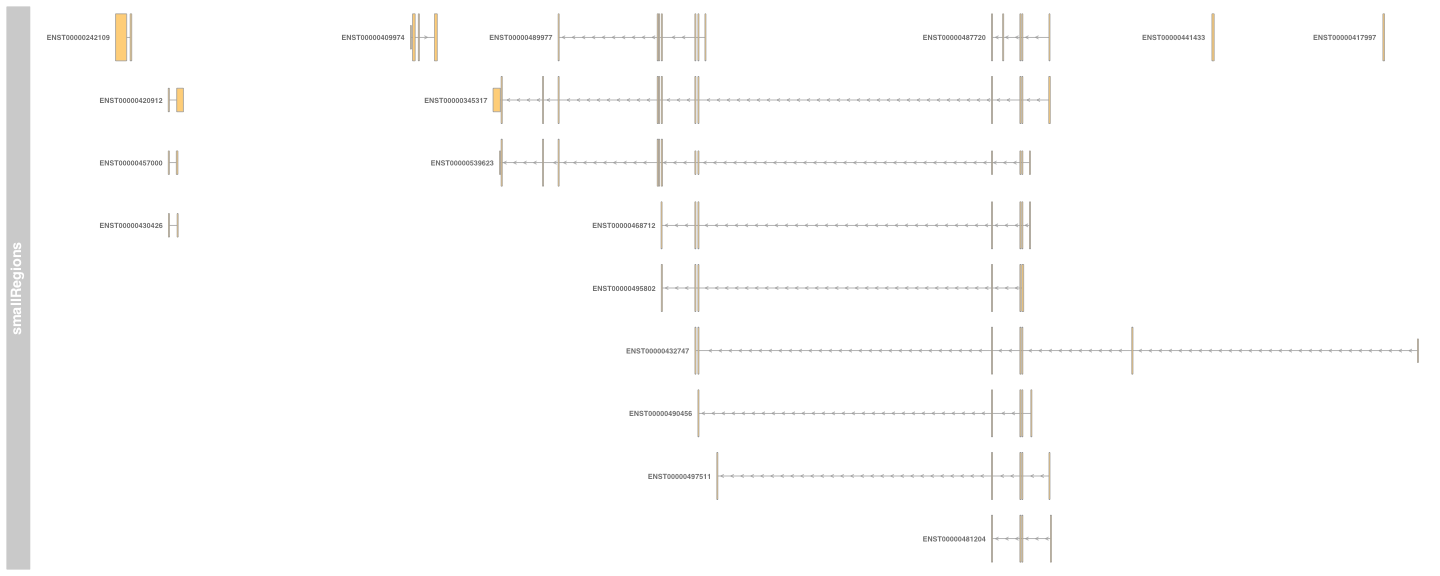 smallRegions
ENST00000242109
ENST00000409974
ENST00000489977
ENST00000487720
ENST00000441433
ENST00000417997
ENST00000420912
ENST00000345317
ENST00000457000
ENST00000539623
ENST00000430426
ENST00000468712
ENST00000495802
ENST00000432747
ENST00000490456
ENST00000497511
ENST00000481204